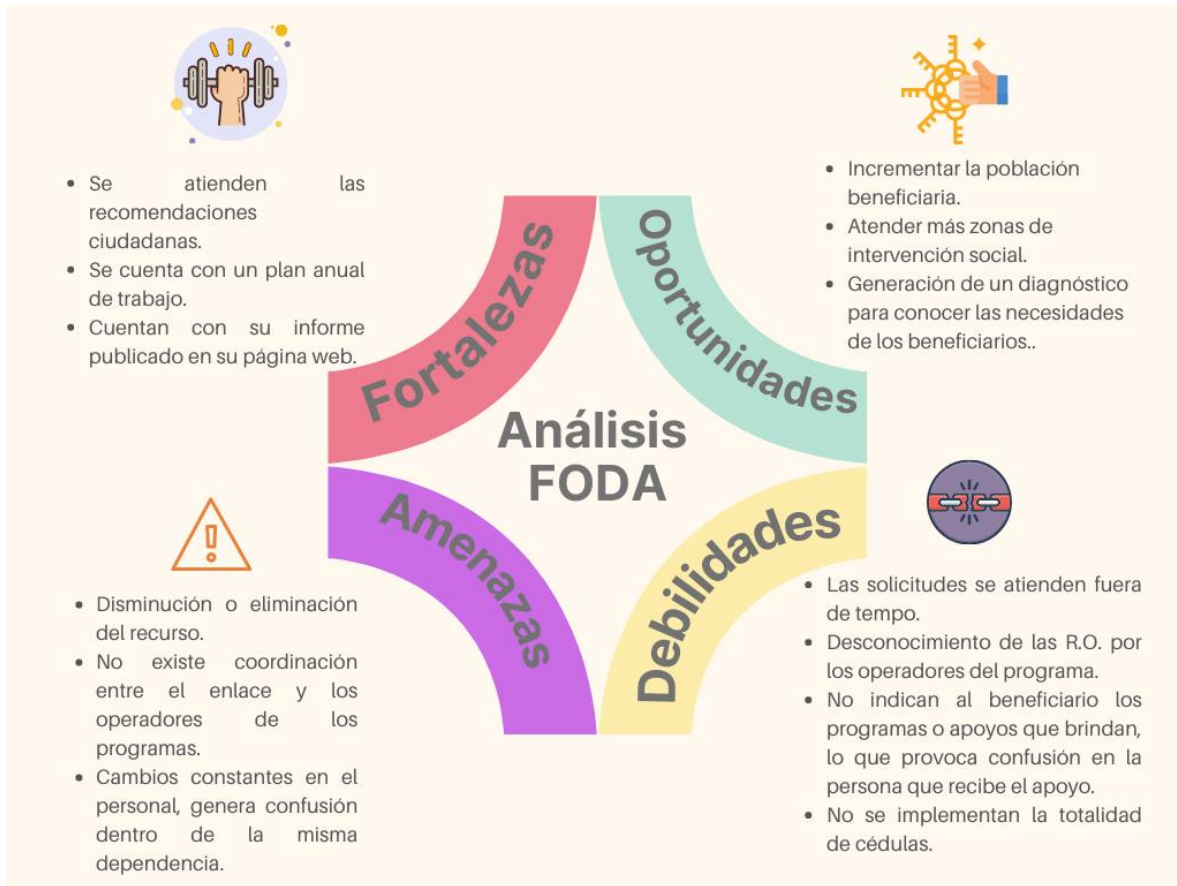 Se atienden las
recomendaciones
ciudadanas.
Se cuenta con un plan anual
de trabajo.
Cuentan con su informe
publicado en su página web.
Incrementar la población
beneficiaria.
Atender más zonas de
intervención social.
Generación de un diagnóstico
para conocer las necesidades
de los beneficiarios..
Fortalezas
Oportunidades
Análisis
FODA
Amenazas
Debilidades
Disminución o eliminación
del recurso.
No existe coordinación
entre el enlace y los
operadores de los
programas.
Cambios constantes en el
personal, genera confusión
dentro de la misma
dependencia.
Las solicitudes se atienden fuera
de tempo.
Desconocimiento de las R.O. por
los operadores del programa.
No indican al beneficiario los
programas o apoyos que brindan,
lo que provoca confusión en la
persona que recibe el apoyo.
No se implementan la totalidad
de cédulas.